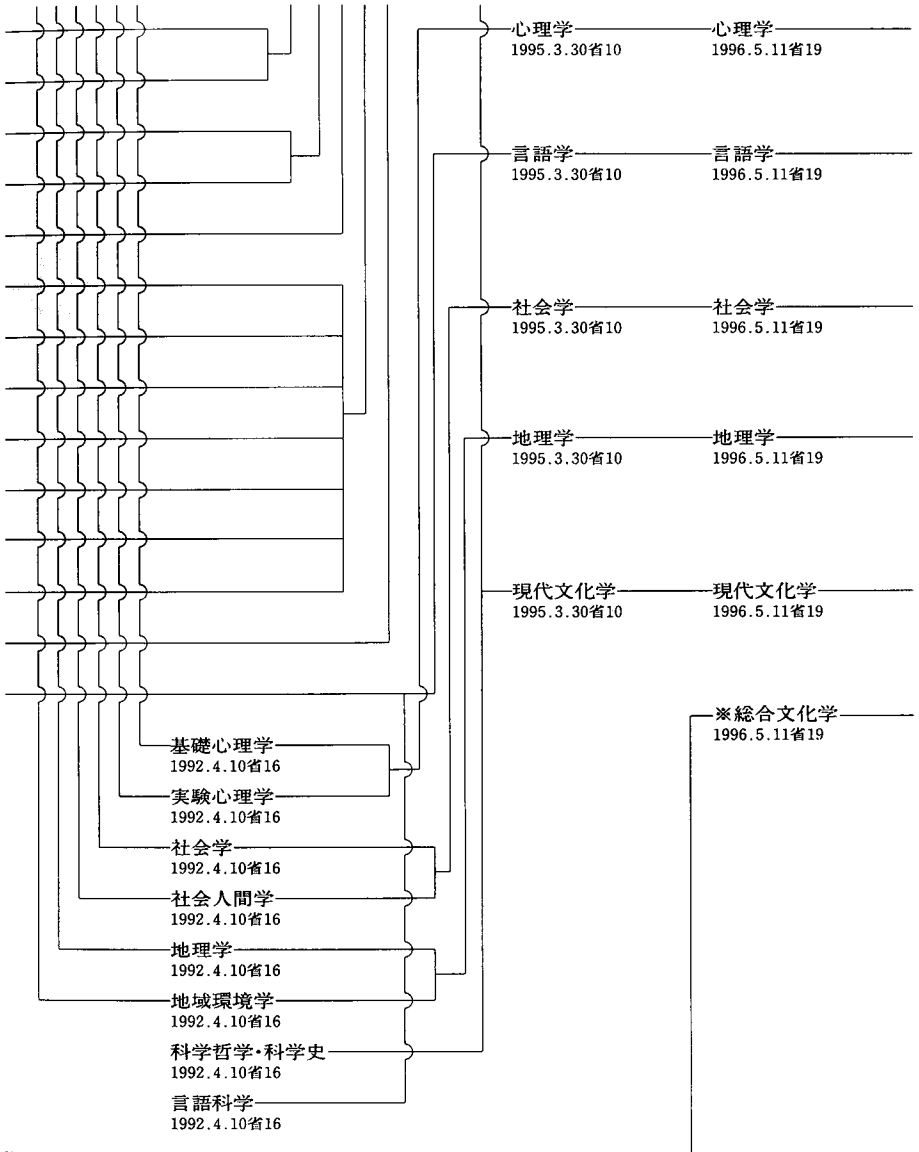 心理学
1995.3.30省10
心理学
1996.5.11省19
言語学
1995.3.30省10
言語学
1996.5.11省19
社会学
1995.3.30省10
社会学
1996.5.11省19
地理学
1995.3.30省10
地理学
1996.5.11省19
現代文化学
1995.3.30省10
現代文化学
1996.5.11省19
※総合文化学
1996.5.11省19
基礎心理学
1992.4.10省16
実験心理学
1992.4.10省16
社会学
1992.4.10省16
社会人間学
1992.4.10省16
地理学
1992.4.10省16
地域環境学
1992.4.10省16
科学哲学・科学史
1992.4.10省16
言語科学
1992.4.10省16